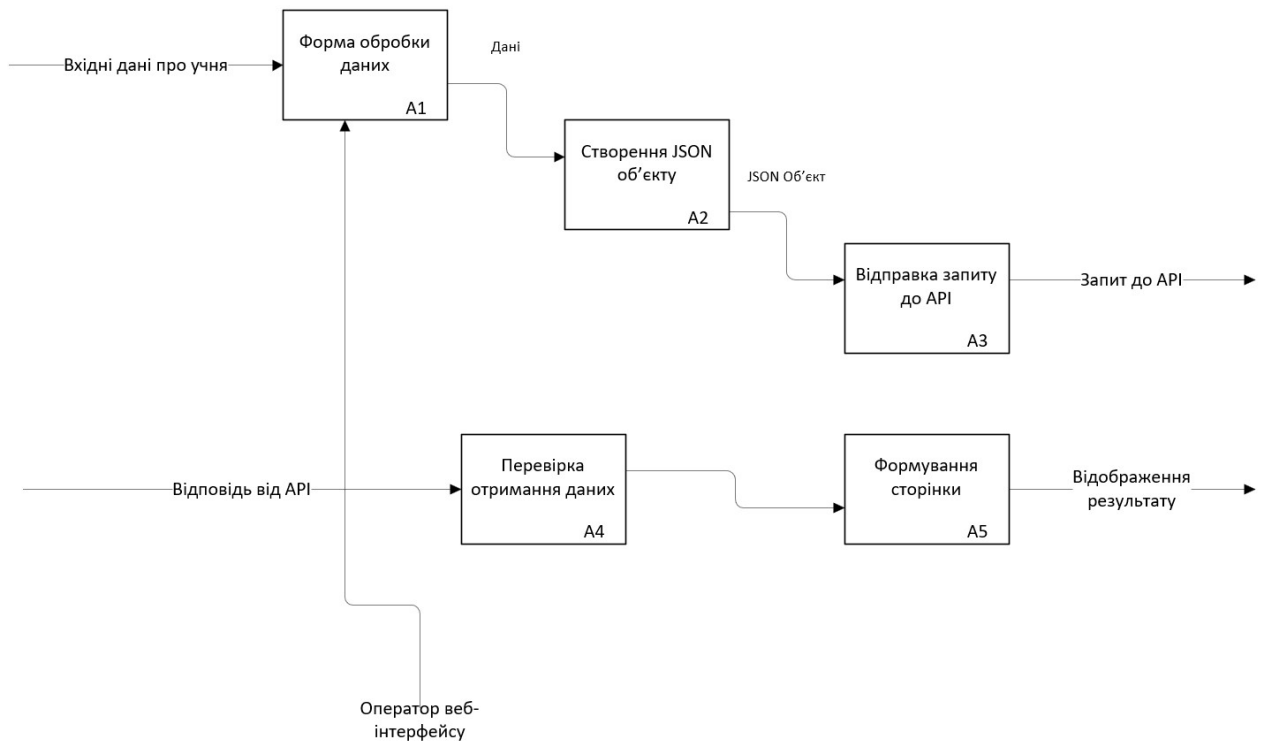 Форма обробки
даних
A1
Дані
Вхідні дані про учня
Створення JSON
об’єкту
A2
JSON Об’єкт
Відправка запиту
до API
A3
Запит до API
Перевірка
отримання даних
A4
Відповідь від API
Формування
сторінки
A5
Відображення
результату
Оператор веб-
інтерфейсу